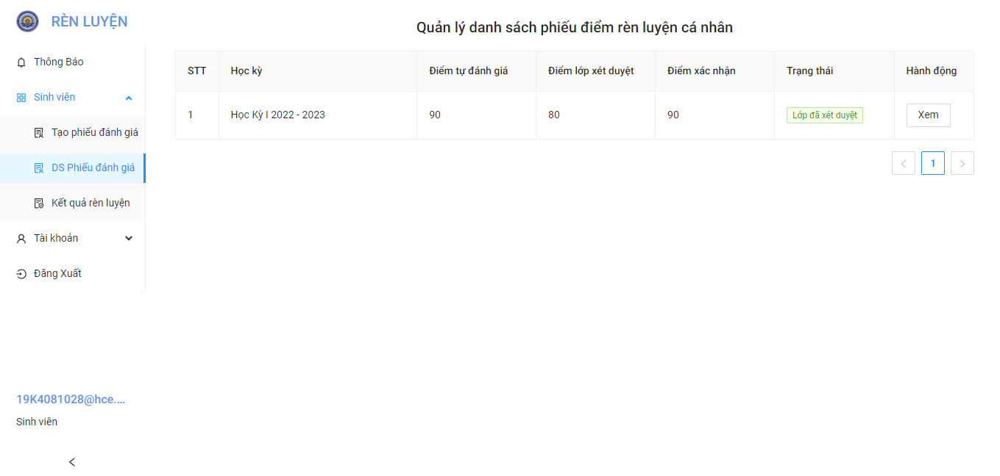 RÈN LUYỆN
Thông Báo
Sinh viên
Tạo phiếu đánh giá
DS Phiếu đánh giá
Kết quả rèn luyện
Tài khoản
Đăng Xuất
19K4081028@hce....
Sinh viên
Quản lý danh sách phiếu điểm rèn luyện cá nhân
STT Học kỳ Điểm tự đánh giá Điểm lớp xét duyệt Điểm xác nhận Trạng thái Hành động
1 Học Kỳ I 2022 - 2023 90 80 90 Lớp đã xét duyệt Xem
< 1 >